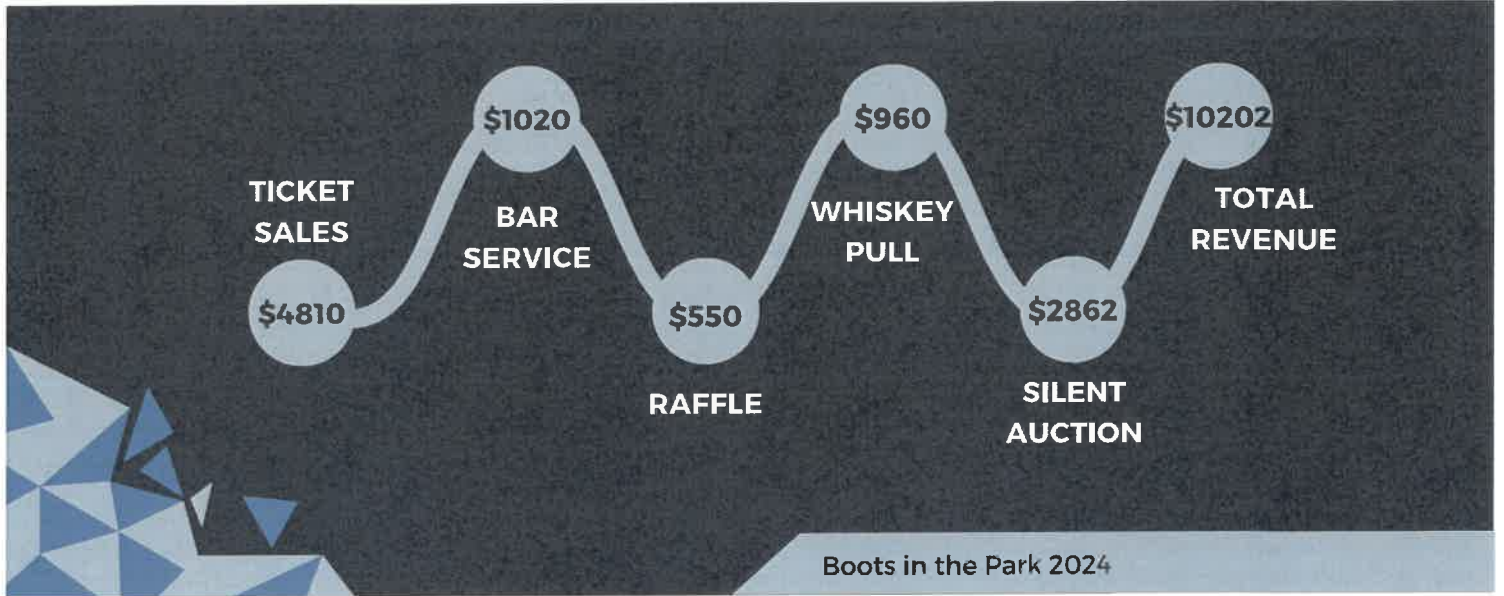 TICKET
SALES
$4810
$1020
BAR
SERVICE
$550
RAFFLE
$960
WHISKEY
PULL
$2862
SILENT
AUCTION
$10202
TOTAL
REVENUE
Boots in the Park 2024